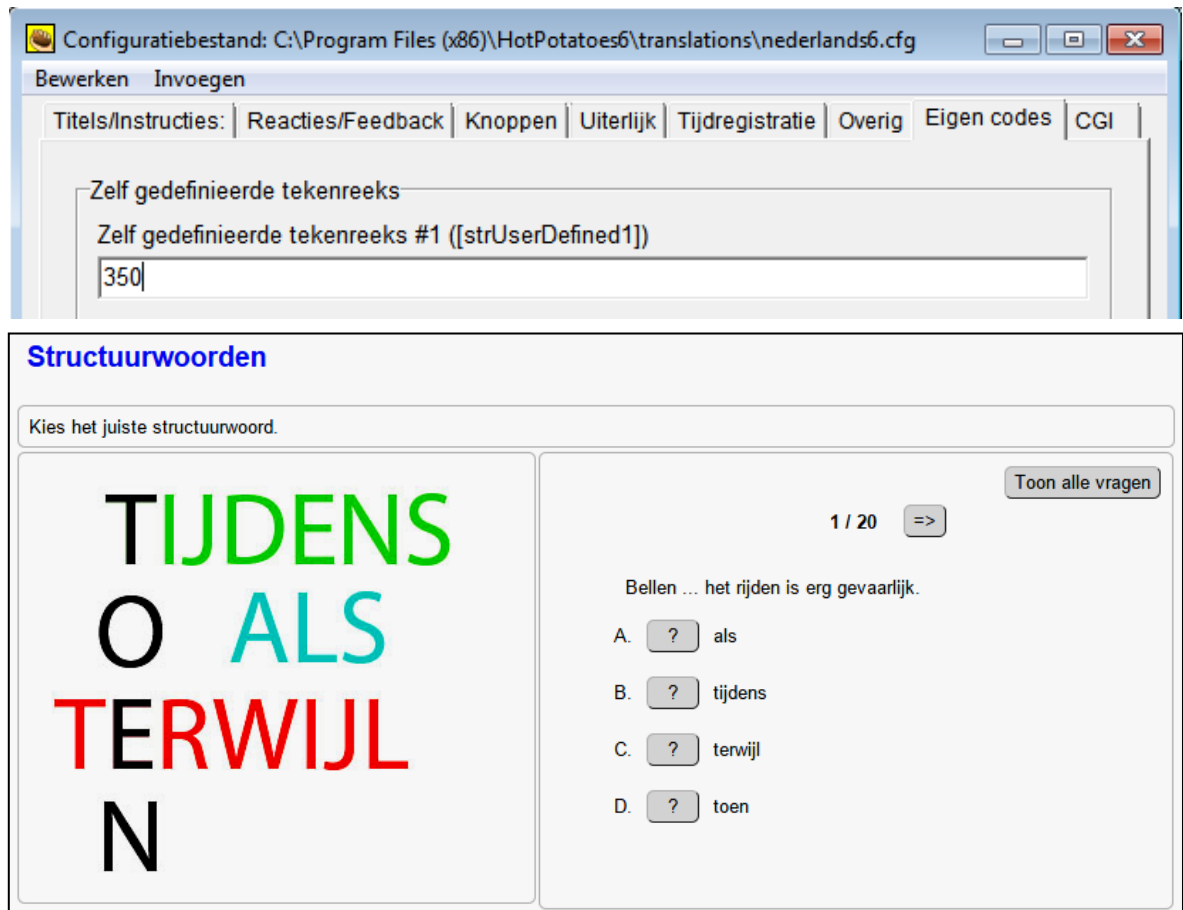 Configuratiebestand: C:\Program Files (x86)\HotPotatoes6\translations\nederlands6.cfg
Bewerken Invoegen
Titels/Instructies: Reacties/Feedback Knoppen Uiterlijk Tijdregistratie Overig Eigen codes CGI
Zelf gedefinieerde tekenreeks
Zelf gedefinieerde tekenreeks #1 ([strUserDefined1])
350
Structuurwoorden
Kies het juiste structuurwoord.
TIJDENS
O ALS
TERWIJL
N
Toon alle vragen
1 / 20 =>
Bellen ... het rijden is erg gevaarlijk.
A. ? als
B. ? tijdens
C. ? terwijl
D. ? toen